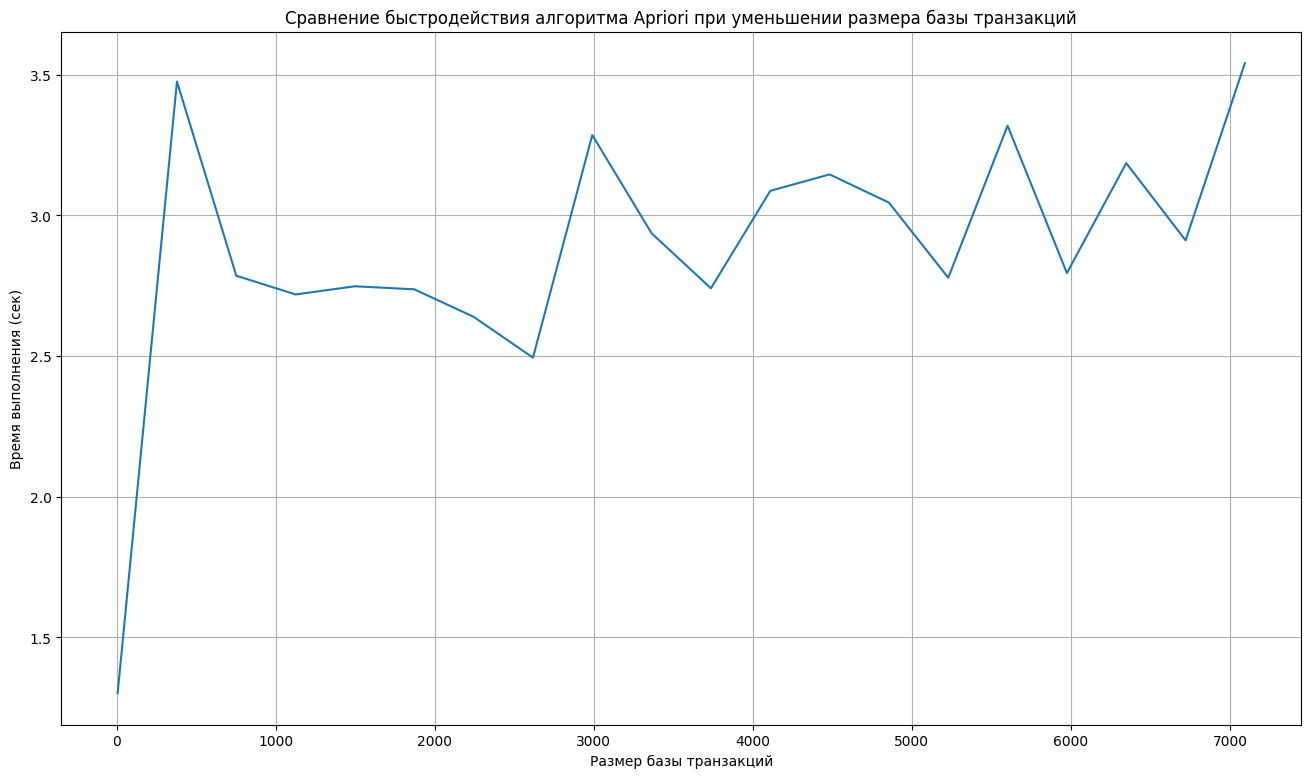 Сравнение быстродействия алгоритма Apriori при уменьшении размера базы транзакций
3.5
3.0
2.5
2.0
1.5
Время выполнения (сек)
0 1000 2000 3000 4000 5000 6000 7000
Размер базы транзакций